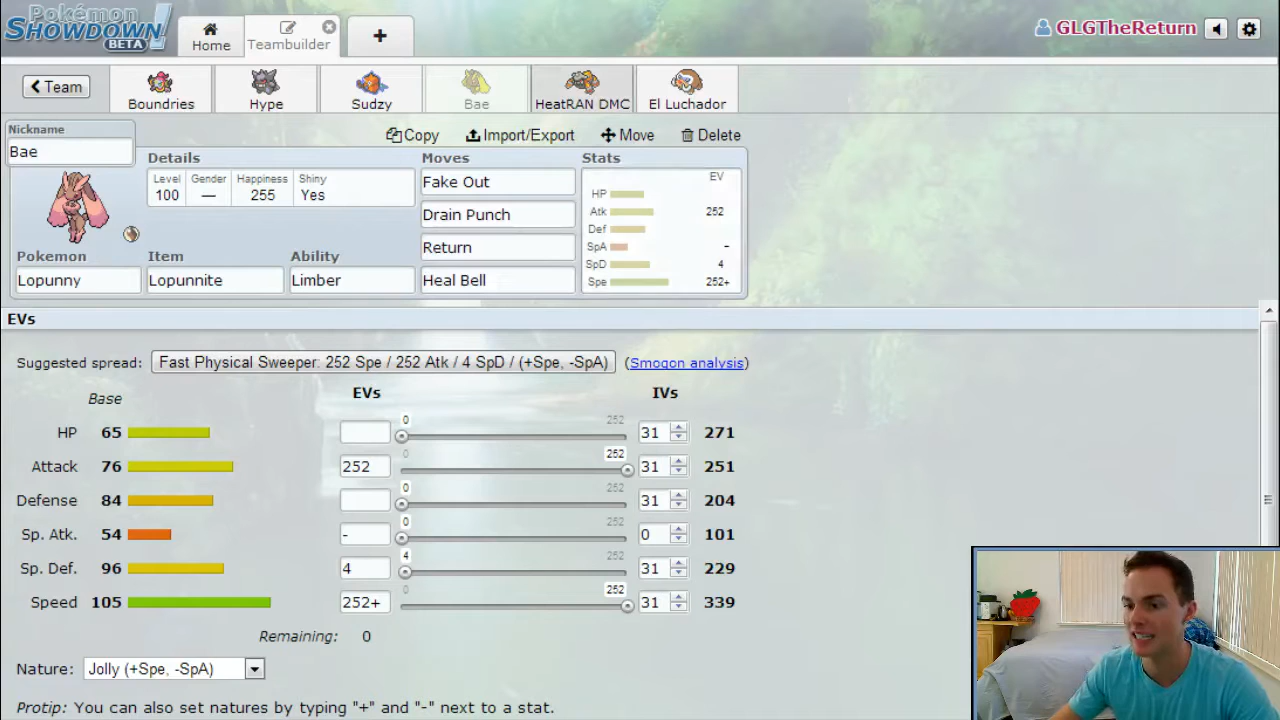 Pokémon
SHOWDOWN!
BETA
Home
Teambuilder
+
GLGTheReturn
Team
Boundries
Hype
Sudzy
Bae
HeatRAN DMC
El Luchador
Nickname
Bae
Copy
Import/Export
Move
Delete
Details
Level
100
Gender
—
Happiness
255
Shiny
Yes
Pokemon
Lopunny
Item
Lopunnite
Ability
Limber
Moves
Fake Out
Drain Punch
Return
Heal Bell
Stats
EV
HP
Atk 252
Def
SpA -
SpD 4
Spe 252+
EVs
Suggested spread: Fast Physical Sweeper: 252 Spe / 252 Atk / 4 SpD / (+Spe, -SpA) (Smogon analysis)
Base EVs IVs
HP 65 0 252 31 271
Attack 76 252 0 252 31 251
Defense 84 0 252 31 204
Sp. Atk. 54 - 0 252 0 101
Sp. Def. 96 4 4 252 31 229
Speed 105 252+ 0 252 31 339
Remaining: 0
Nature: Jolly (+Spe, -SpA)
Protip: You can also set natures by typing "+" and "-" next to a stat.